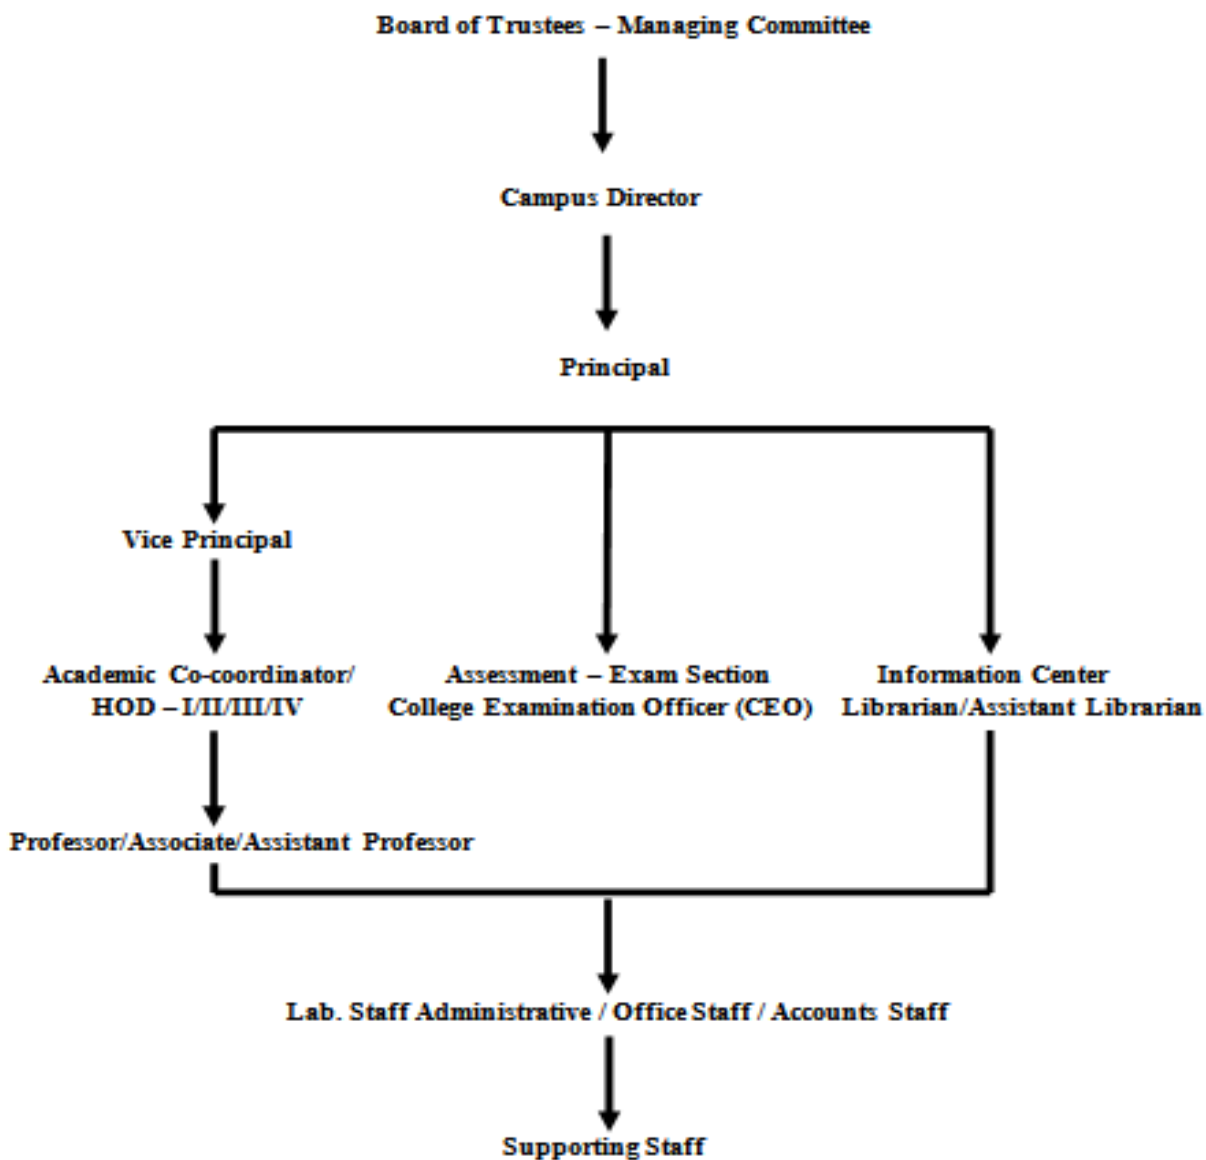 Board of Trustees – Managing Committee
Campus Director
Principal
Vice Principal
Academic Co-coordinator/
HOD – I/II/III/IV
Assessment – Exam Section
College Examination Officer (CEO)
Information Center
Librarian/Assistant Librarian
Professor/Associate/Assistant Professor
Lab. Staff Administrative / Office Staff / Accounts Staff
Supporting Staff